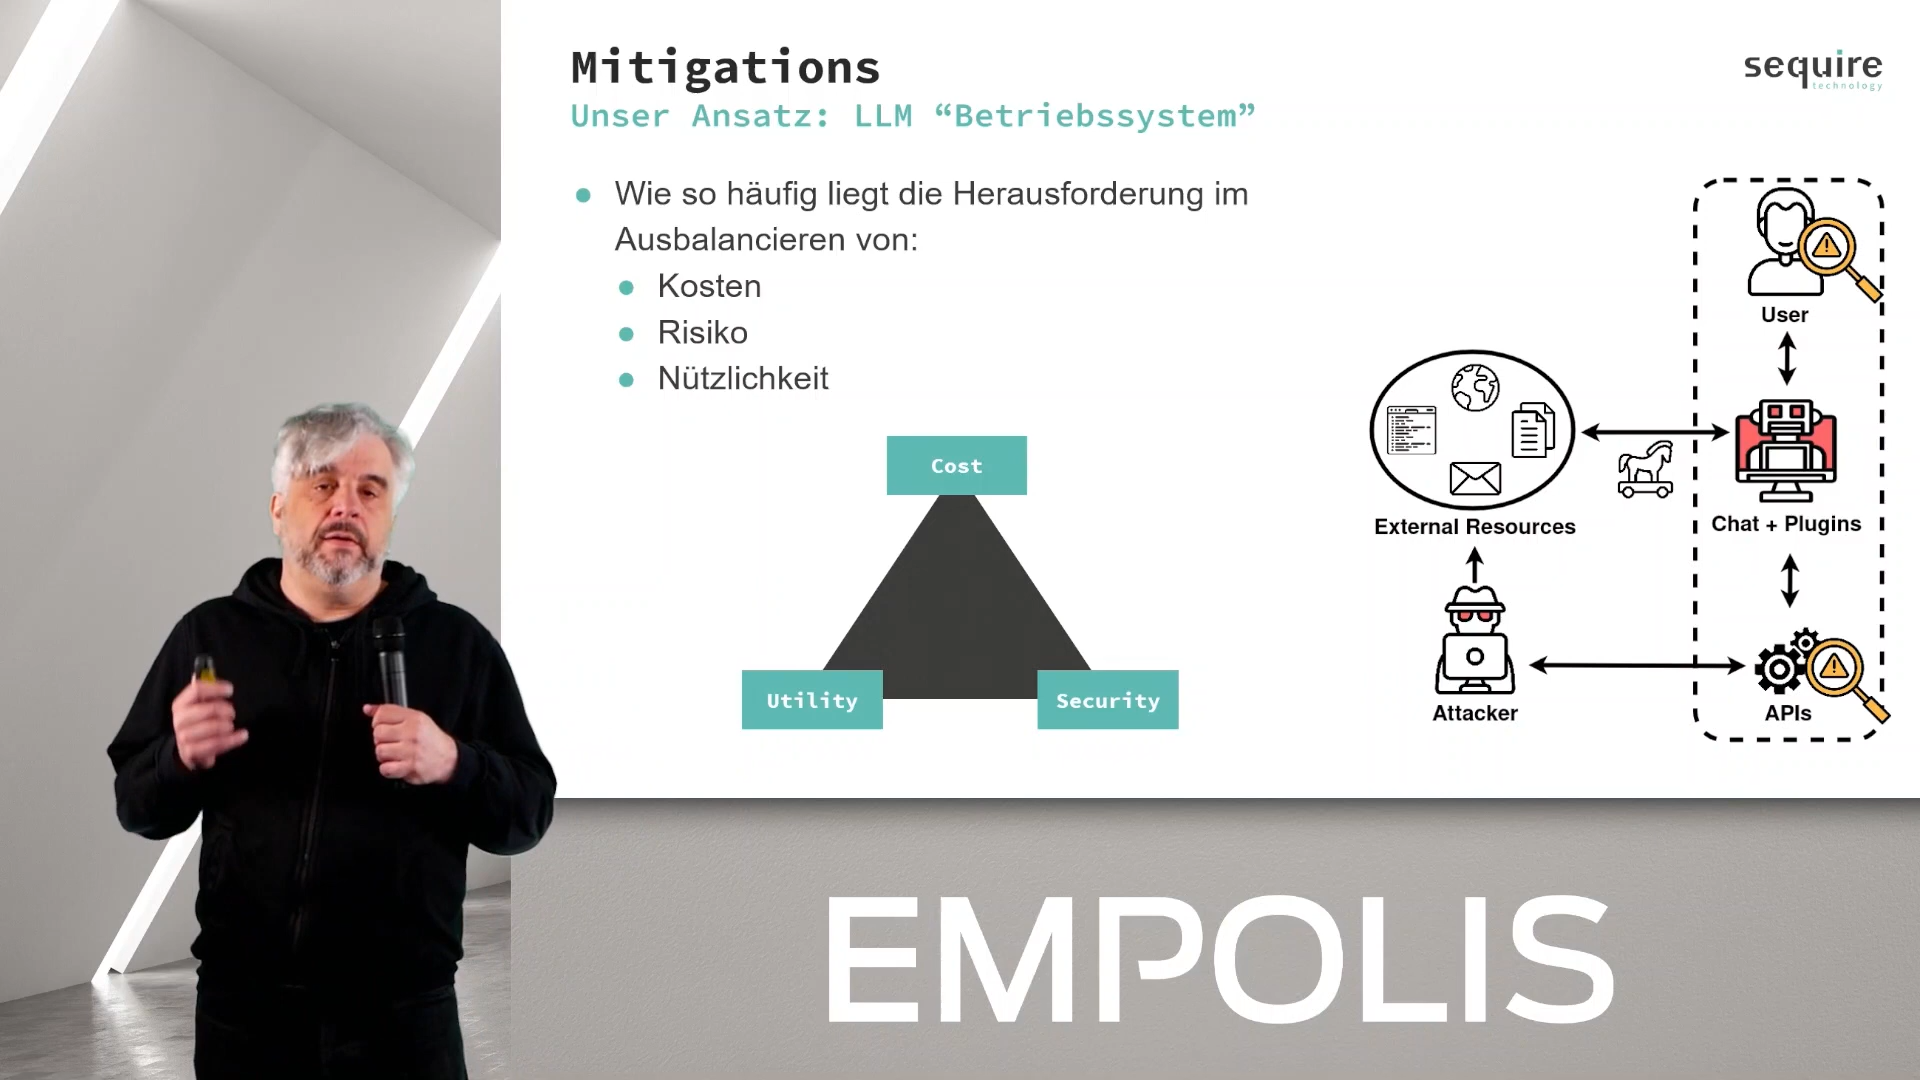 Mitigations
Unser Ansatz: LLM “Betriebssystem”
sequire
technology
Wie so häufig liegt die Herausforderung im
Ausbalancieren von:
Kosten
Risiko
Nützlichkeit
Cost
Utility
Security
User
External Resources
Chat + Plugins
Attacker
APIs
EMPOLIS